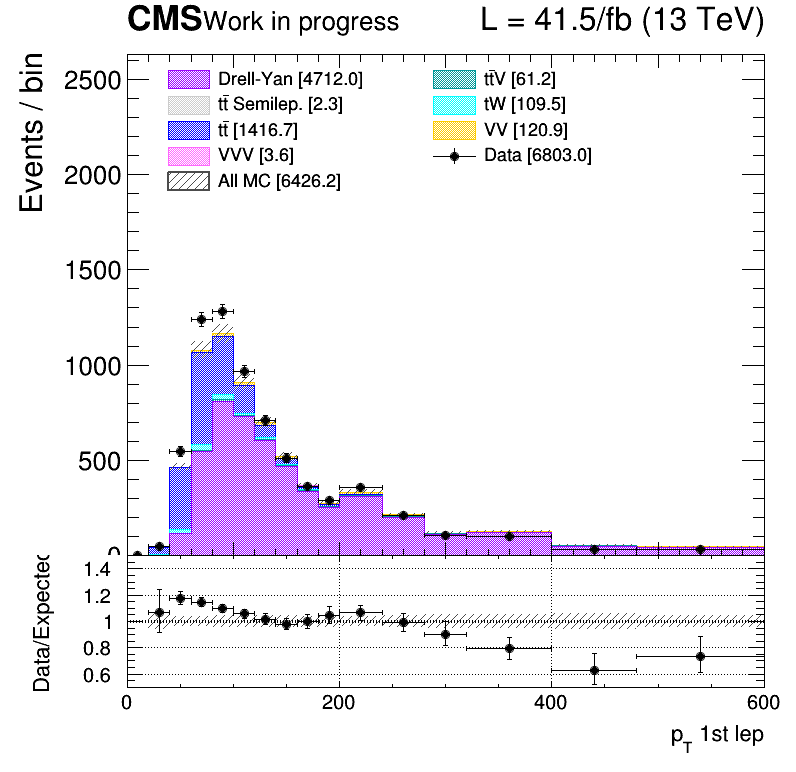 CMS Work in progress L = 41.5/fb (13 TeV)
Events / bin
2500
2000
1500
1000
500
0
Drell-Yan [4712.0]
tt̄ Semilep. [2.3]
tt̄ [1416.7]
VVV [3.6]
All MC [6426.2]
tt̄V [61.2]
tW [109.5]
VV [120.9]
Data [6803.0]
Data/Expected
1.4
1.2
1
0.8
0.6
0 200 400 600
p_T 1st lep